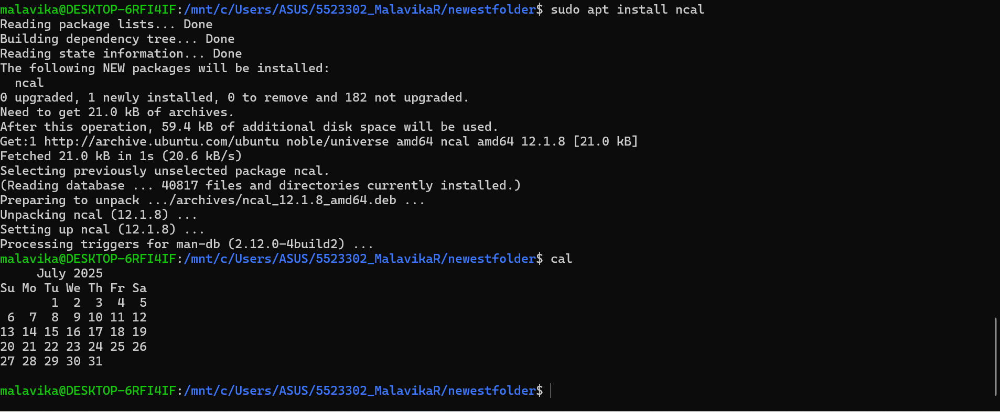 malavika@DESKTOP-6RFI4IF:/mnt/c/Users/ASUS/5523302_MalavikaR/newestfolder$ sudo apt install ncal
Reading package lists... Done
Building dependency tree... Done
Reading state information... Done
The following NEW packages will be installed:
  ncal
0 upgraded, 1 newly installed, 0 to remove and 182 not upgraded.
Need to get 21.0 kB of archives.
After this operation, 59.4 kB of additional disk space will be used.
Get:1 http://archive.ubuntu.com/ubuntu noble/universe amd64 ncal amd64 12.1.8 [21.0 kB]
Fetched 21.0 kB in 1s (20.6 kB/s)
Selecting previously unselected package ncal.
(Reading database ... 40817 files and directories currently installed.)
Preparing to unpack .../archives/ncal_12.1.8_amd64.deb ...
Unpacking ncal (12.1.8) ...
Setting up ncal (12.1.8) ...
Processing triggers for man-db (2.12.0-4build2) ...
malavika@DESKTOP-6RFI4IF:/mnt/c/Users/ASUS/5523302_MalavikaR/newestfolder$ cal
     July 2025
Su Mo Tu We Th Fr Sa
       1  2  3  4  5
 6  7  8  9 10 11 12
13 14 15 16 17 18 19
20 21 22 23 24 25 26
27 28 29 30 31
malavika@DESKTOP-6RFI4IF:/mnt/c/Users/ASUS/5523302_MalavikaR/newestfolder$